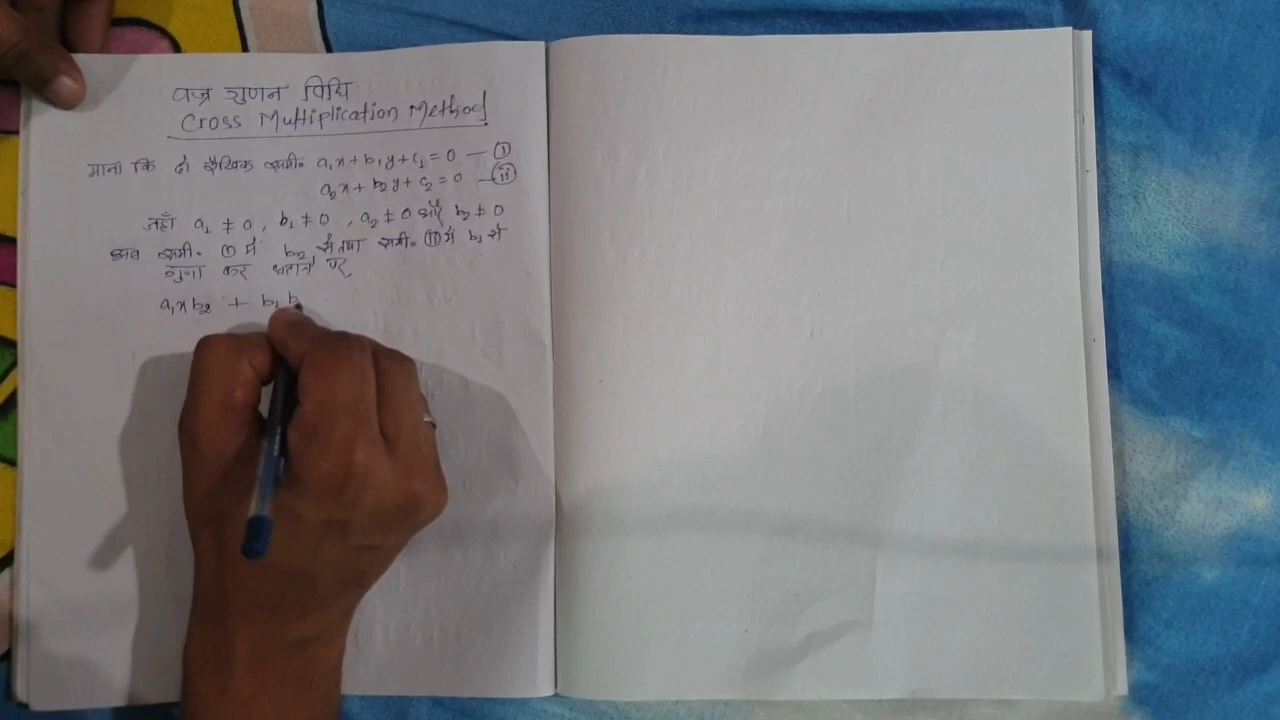 वज्र गुणन विधि
Cross Multiplication Method
माना कि दो रैखिक समी० a₁x + b₁y + c₁ = 0 — (i)
a₂x + b₂y + c₂ = 0 — (ii)
जहाँ a₁ ≠ 0, b₁ ≠ 0, a₂ ≠ 0 और b₂ ≠ 0
अब समी० (i) में b₂ से तथा समी० (ii) में b₁ से
गुणा कर घटाने पर,
a₁x b₂ + b₁ b